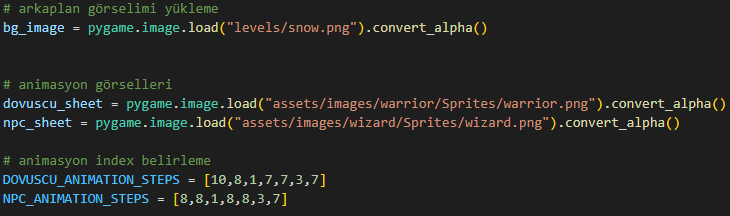 # arkaplan görselimi yükleme
bg_image = pygame.image.load("levels/snow.png").convert_alpha()
# animasyon görselleri
dovuscu_sheet = pygame.image.load("assets/images/warrior/Sprites/warrior.png").convert_alpha()
npc_sheet = pygame.image.load("assets/images/wizard/Sprites/wizard.png").convert_alpha()
# animasyon index belirleme
DOVUSCU_ANIMATION_STEPS = [10,8,1,7,7,3,7]
NPC_ANIMATION_STEPS = [8,8,1,8,8,3,7]